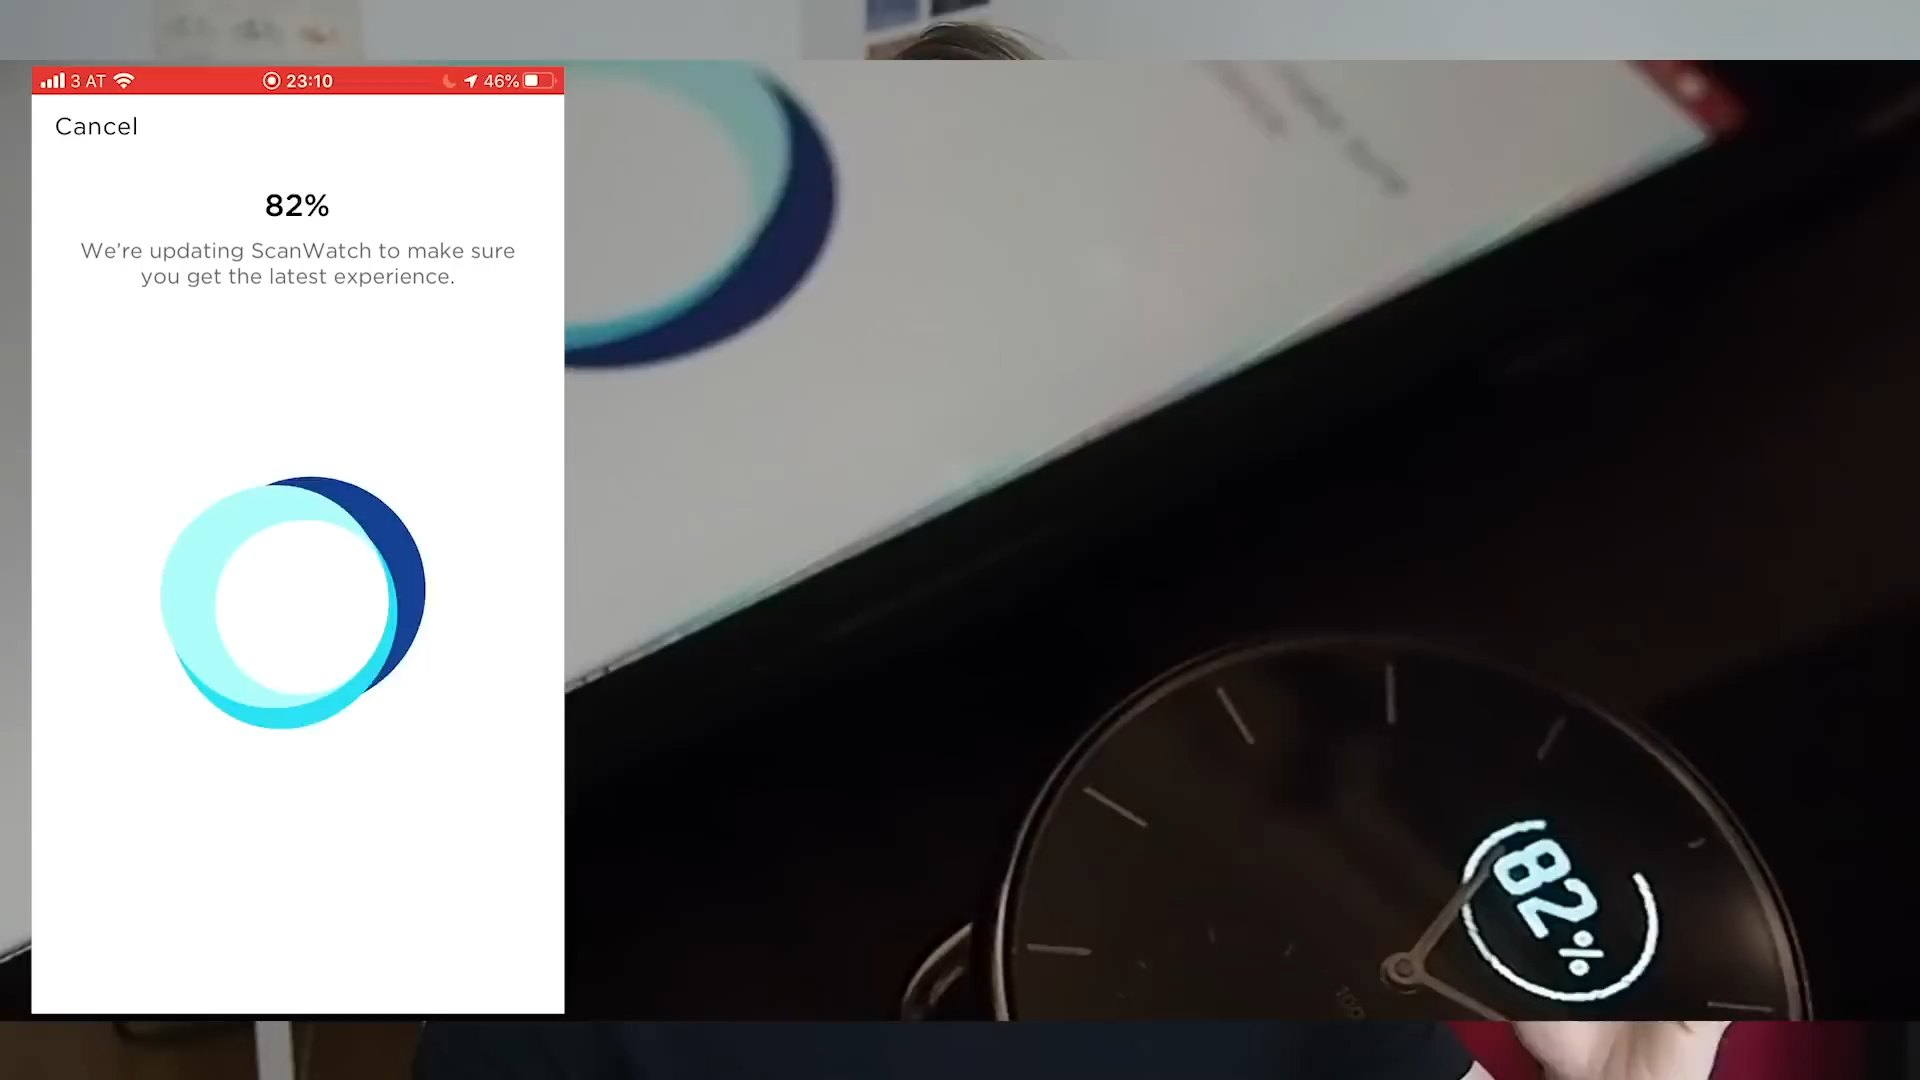 3 AT 23:10 46%
Cancel
82%
We're updating ScanWatch to make sure
you get the latest experience.
82%
100